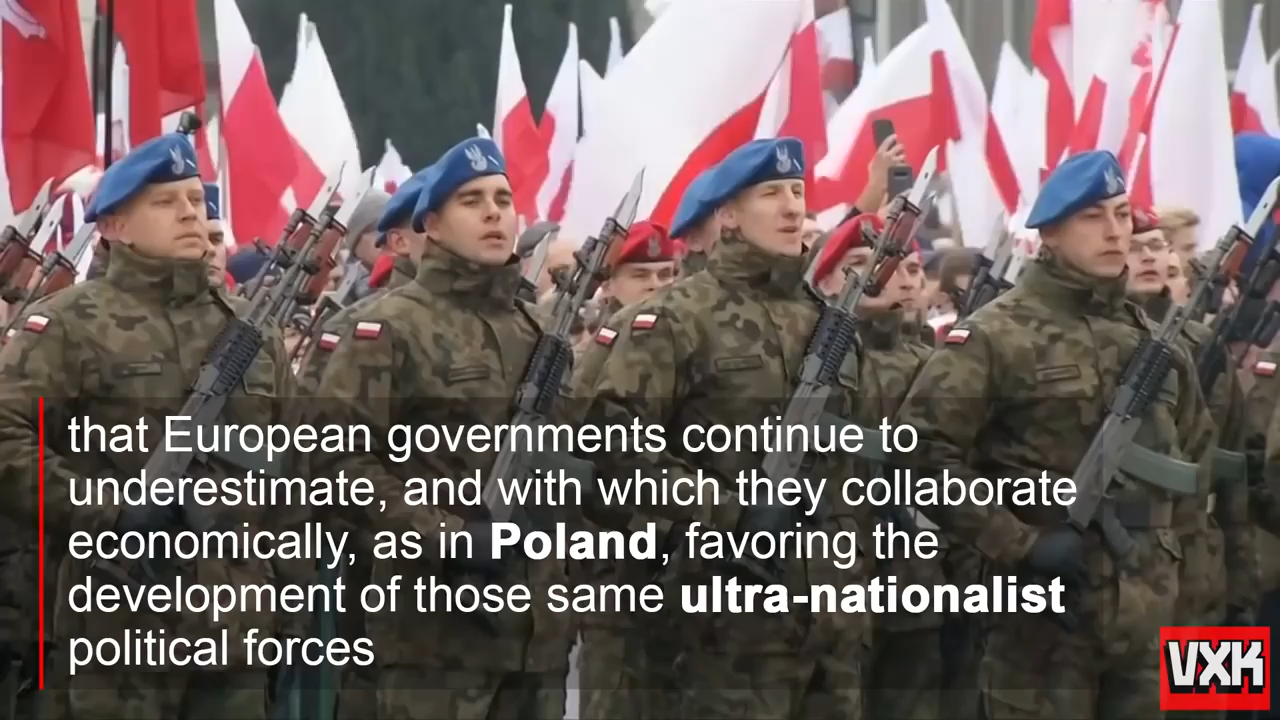 that European governments continue to
underestimate, and with which they collaborate
economically, as in Poland, favoring the
development of those same ultra-nationalist
political forces
VXK